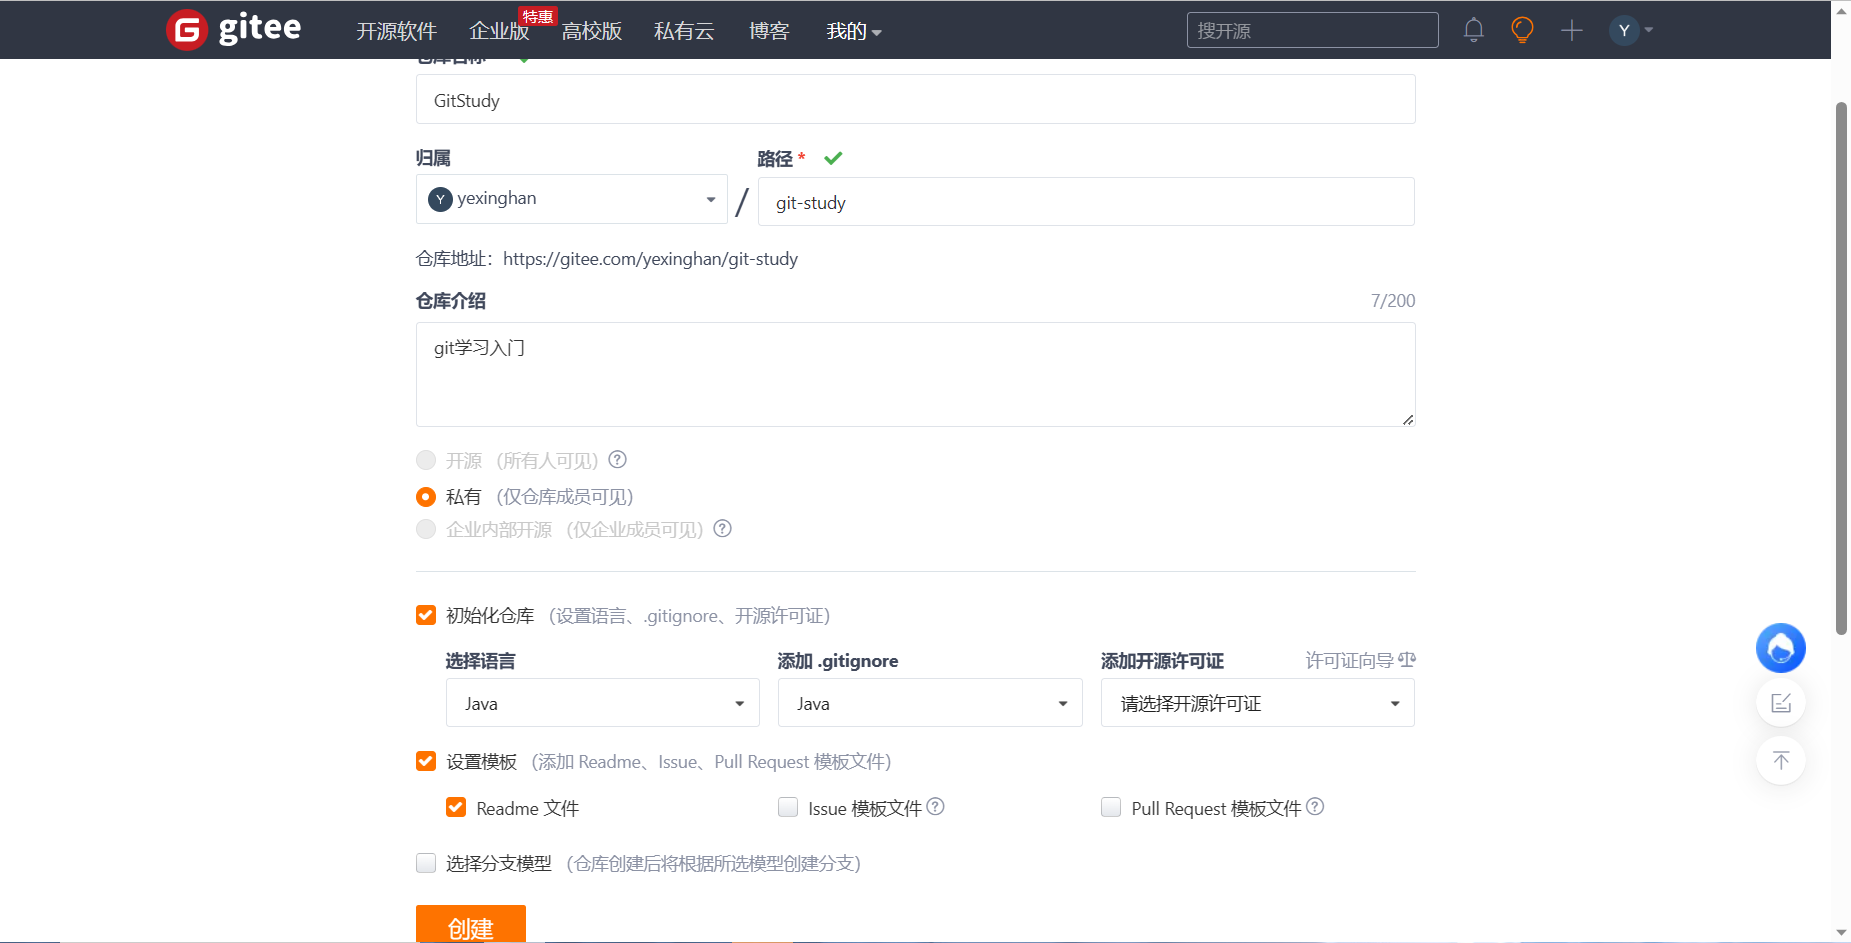 gitee 开源软件 企业版 特惠 高校版 私有云 博客 我的 搜开源 Y
仓库名称
GitStudy
归属 路径 *
Y yexinghan / git-study
仓库地址：https://gitee.com/yexinghan/git-study
仓库介绍 7/200
git学习入门
开源 （所有人可见） ?
私有 （仅仓库成员可见）
企业内部开源 （仅企业成员可见） ?
初始化仓库 （设置语言、.gitignore、开源许可证）
选择语言 添加 .gitignore 添加开源许可证 许可证向导
Java Java 请选择开源许可证
设置模板 （添加 Readme、Issue、Pull Request 模板文件）
Readme 文件 Issue 模板文件 ? Pull Request 模板文件 ?
选择分支模型 （仓库创建后将根据所选模型创建分支）
创建